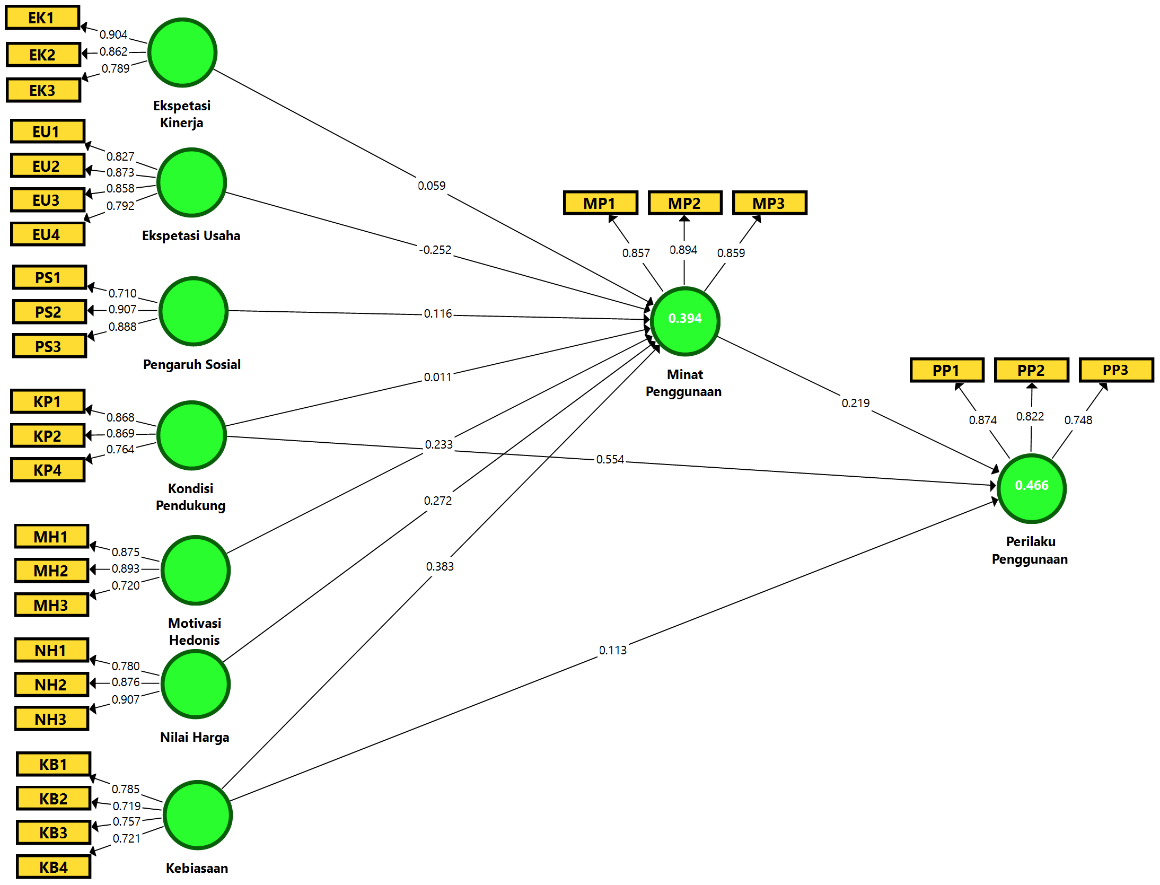 EK1
0.904
EK2
0.862
EK3
0.789
Ekspetasi
Kinerja
EU1
0.827
EU2
0.873
EU3
0.858
EU4
0.792
Ekspetasi Usaha
PS1
0.710
PS2
0.907
PS3
0.888
Pengaruh Sosial
KP1
0.868
KP2
0.869
KP4
0.764
Kondisi
Pendukung
MH1
0.875
MH2
0.893
MH3
0.720
Motivasi
Hedonis
NH1
0.780
NH2
0.876
NH3
0.907
Nilai Harga
KB1
0.785
KB2
0.719
KB3
0.757
KB4
0.721
Kebiasaan
0.059
-0.252
0.116
0.011
0.233
0.554
0.272
0.383
0.113
MP1
MP2
MP3
0.857
0.894
0.859
0.394
Minat
Penggunaan
0.219
PP1
PP2
PP3
0.874
0.822
0.748
0.466
Perilaku
Penggunaan